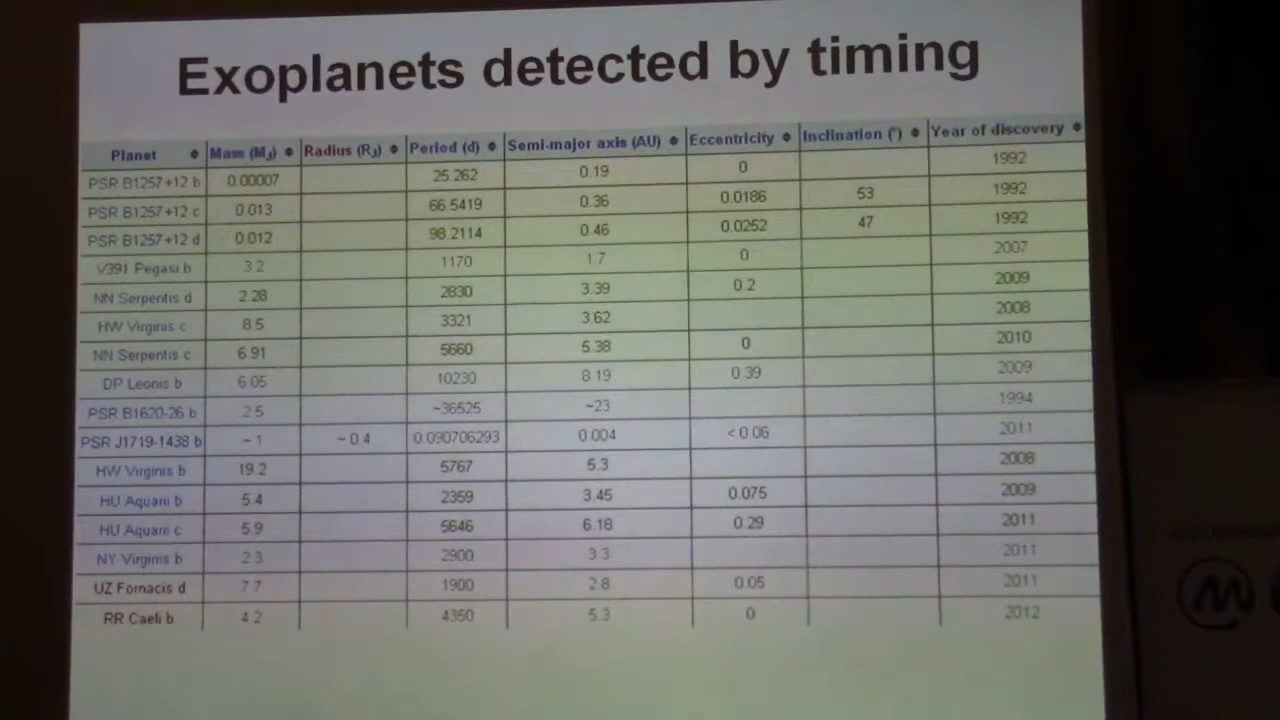 Exoplanets detected by timing
Planet Mass (MJ) Radius (RJ) Period (d) Semi-major axis (AU) Eccentricity Inclination (°) Year of discovery
PSR B1257+12 b 0.00007 25.262 0.19 0 1992
PSR B1257+12 c 0.013 66.5419 0.36 0.0186 53 1992
PSR B1257+12 d 0.012 98.2114 0.46 0.0252 47 1992
V391 Pegasi b 3.2 1170 1.7 0 2007
NN Serpentis d 2.28 2830 3.39 0.2 2009
HW Virginis c 8.5 3321 3.62 2008
NN Serpentis c 6.91 5660 5.38 0 2010
DP Leonis b 6.05 10230 8.19 0.39 2009
PSR B1620-26 b 2.5 ~36525 ~23 1994
PSR J1719-1438 b ~1 ~0.4 0.090706293 0.004 <0.06 2011
HW Virginis b 19.2 5767 5.3 2008
HU Aquarii b 5.4 2359 3.45 0.075 2009
HU Aquarii c 5.9 5646 6.18 0.29 2011
NY Virginis b 2.3 2900 3.3 2011
UZ Fornacis d 7.7 1900 2.8 0.05 2011
RR Caeli b 4.2 4350 5.3 0 2012